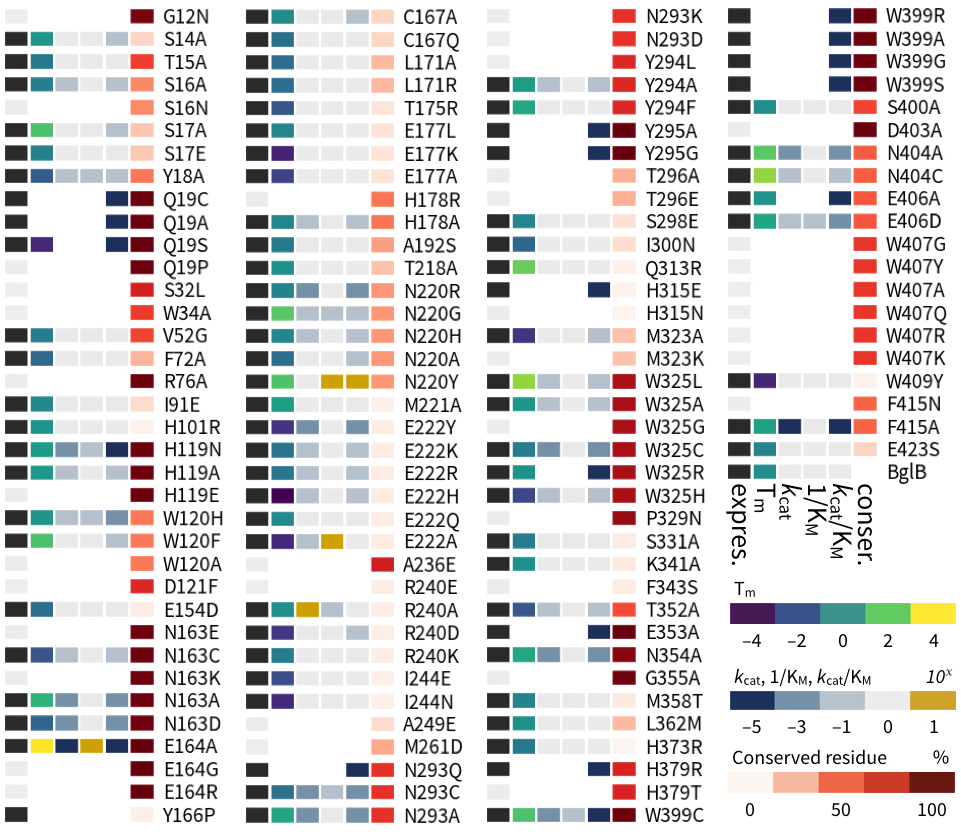 G12N
S14A
T15A
S16A
S16N
S17A
S17E
Y18A
Q19C
Q19A
Q19S
Q19P
S32L
W34A
V52G
F72A
R76A
I91E
H101R
H119N
H119A
H119E
W120H
W120F
W120A
D121F
E154D
N163E
N163C
N163K
N163A
N163D
E164A
E164G
E164R
Y166P
C167A
C167Q
L171A
L171R
T175R
E177L
E177K
E177A
H178R
H178A
A192S
T218A
N220R
N220G
N220H
N220A
N220Y
M221A
E222Y
E222K
E222R
E222H
E222Q
E222A
A236E
R240E
R240A
R240D
R240K
I244E
I244N
A249E
M261D
N293Q
N293C
N293A
N293K
N293D
Y294L
Y294A
Y294F
Y295A
Y295G
T296A
T296E
S298E
I300N
Q313R
H315E
H315N
M323A
M323K
W325L
W325A
W325G
W325C
W325R
W325H
P329N
S331A
K341A
F343S
T352A
E353A
N354A
G355A
M358T
L362M
H373R
H379R
H379T
W399C
W399R
W399A
W399G
W399S
S400A
D403A
N404A
N404C
E406A
E406D
W407G
W407Y
W407A
W407Q
W407R
W407K
W409Y
F415N
F415A
E423S
BglB
expres.
Tm
kcat
1/KM
kcat/KM
conser.
Tm
−4 −2 0 2 4
kcat, 1/KM, kcat/KM 10^x
−5 −3 −1 0 1
Conserved residue %
0 50 100